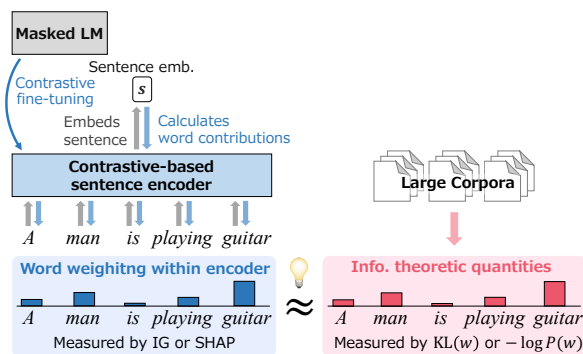 Masked LM
Contrastive
fine-tuning
Sentence emb.
s
Embeds
sentence
Calculates
word contributions
Contrastive-based
sentence encoder
A man is playing guitar
Large Corpora
Word weighitng within encoder
A man is playing guitar
Measured by IG or SHAP
≈
Info. theoretic quantities
A man is playing guitar
Measured by KL(w) or − log P(w)